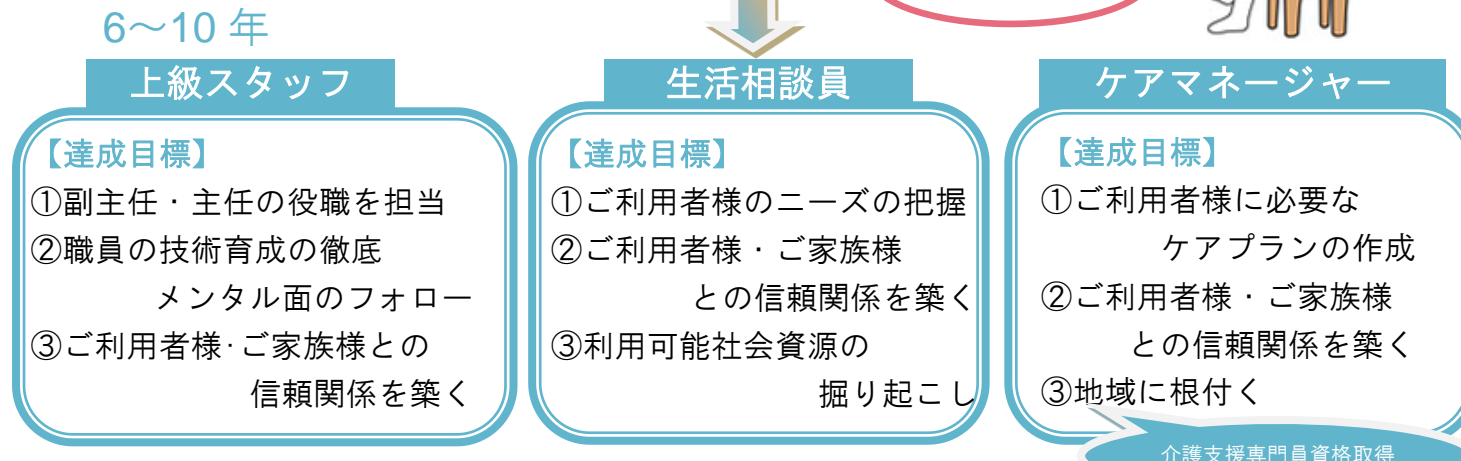 6～10 年
上級スタッフ
【達成目標】
①副主任・主任の役職を担当
②職員の技術育成の徹底
メンタル面のフォロー
③ご利用者様･ご家族様との
信頼関係を築く
生活相談員
【達成目標】
①ご利用者様のニーズの把握
②ご利用者様・ご家族様
との信頼関係を築く
③利用可能社会資源の
掘り起こし
ケアマネージャー
【達成目標】
①ご利用者様に必要な
ケアプランの作成
②ご利用者様・ご家族様
との信頼関係を築く
③地域に根付く
介護支援専門員資格取得